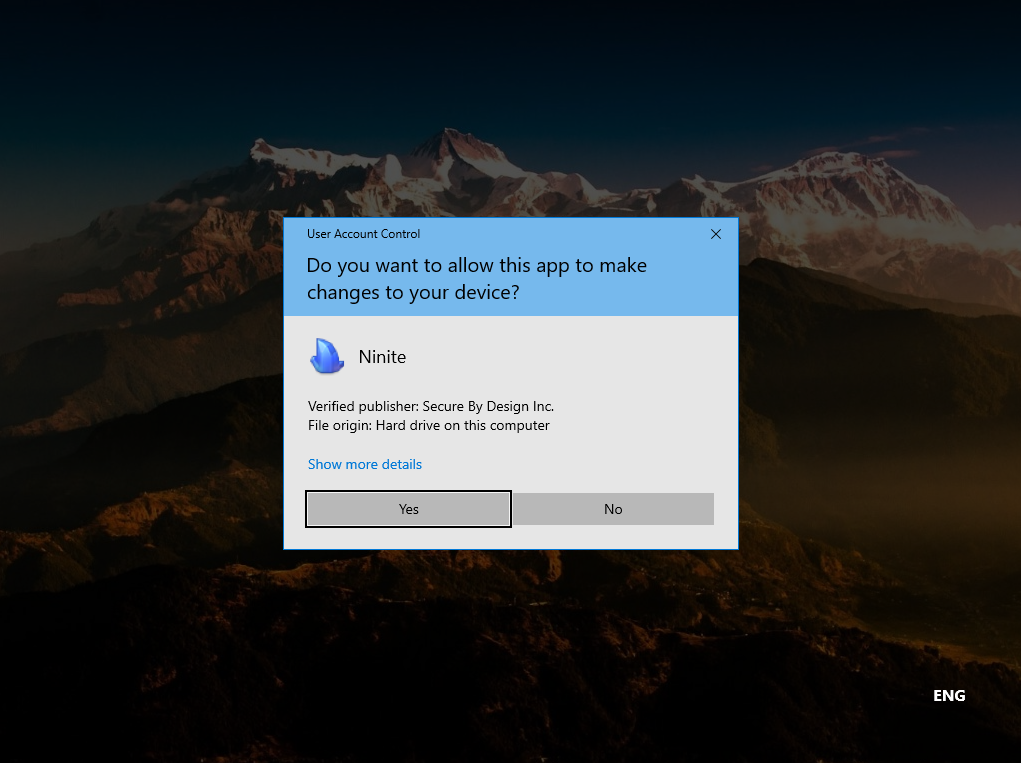 User Account Control
Do you want to allow this app to make
changes to your device?
Ninite
Verified publisher: Secure By Design Inc.
File origin: Hard drive on this computer
Show more details
Yes
No
ENG